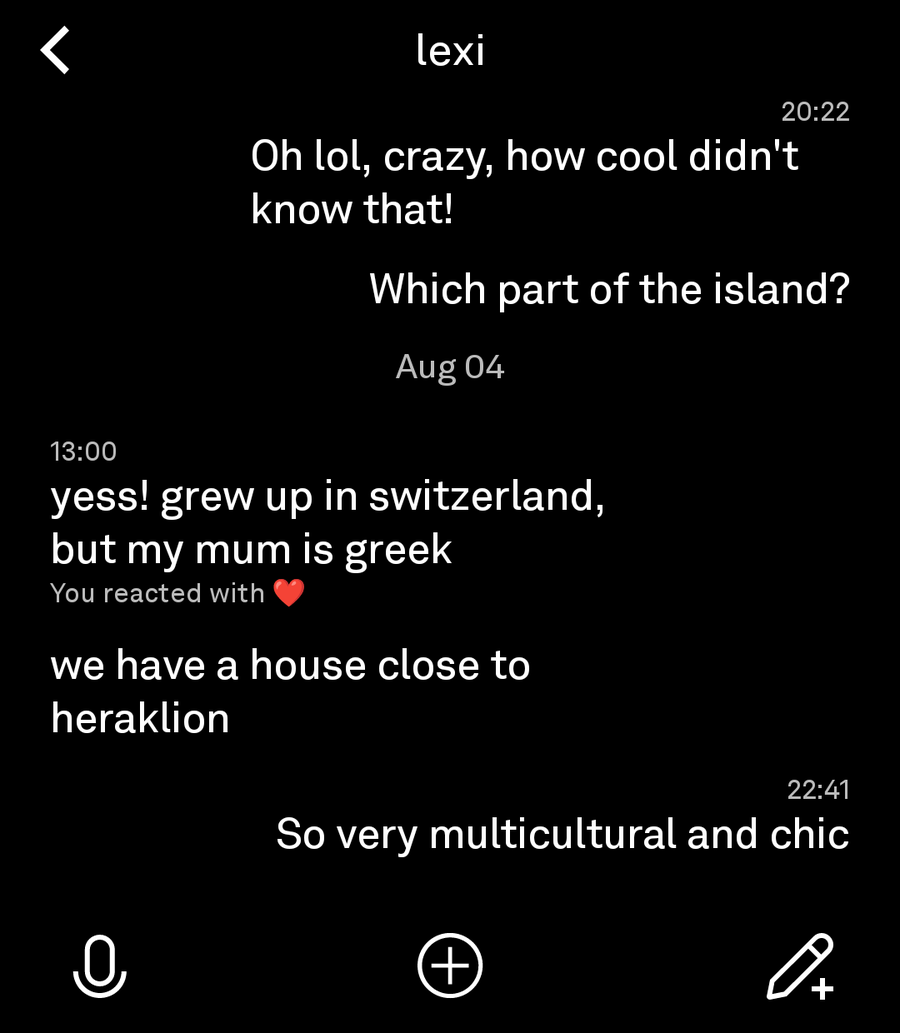 lexi
20:22
Oh lol, crazy, how cool didn't
know that!
Which part of the island?
Aug 04
13:00
yess! grew up in switzerland,
but my mum is greek
You reacted with ❤️
we have a house close to
heraklion
22:41
So very multicultural and chic